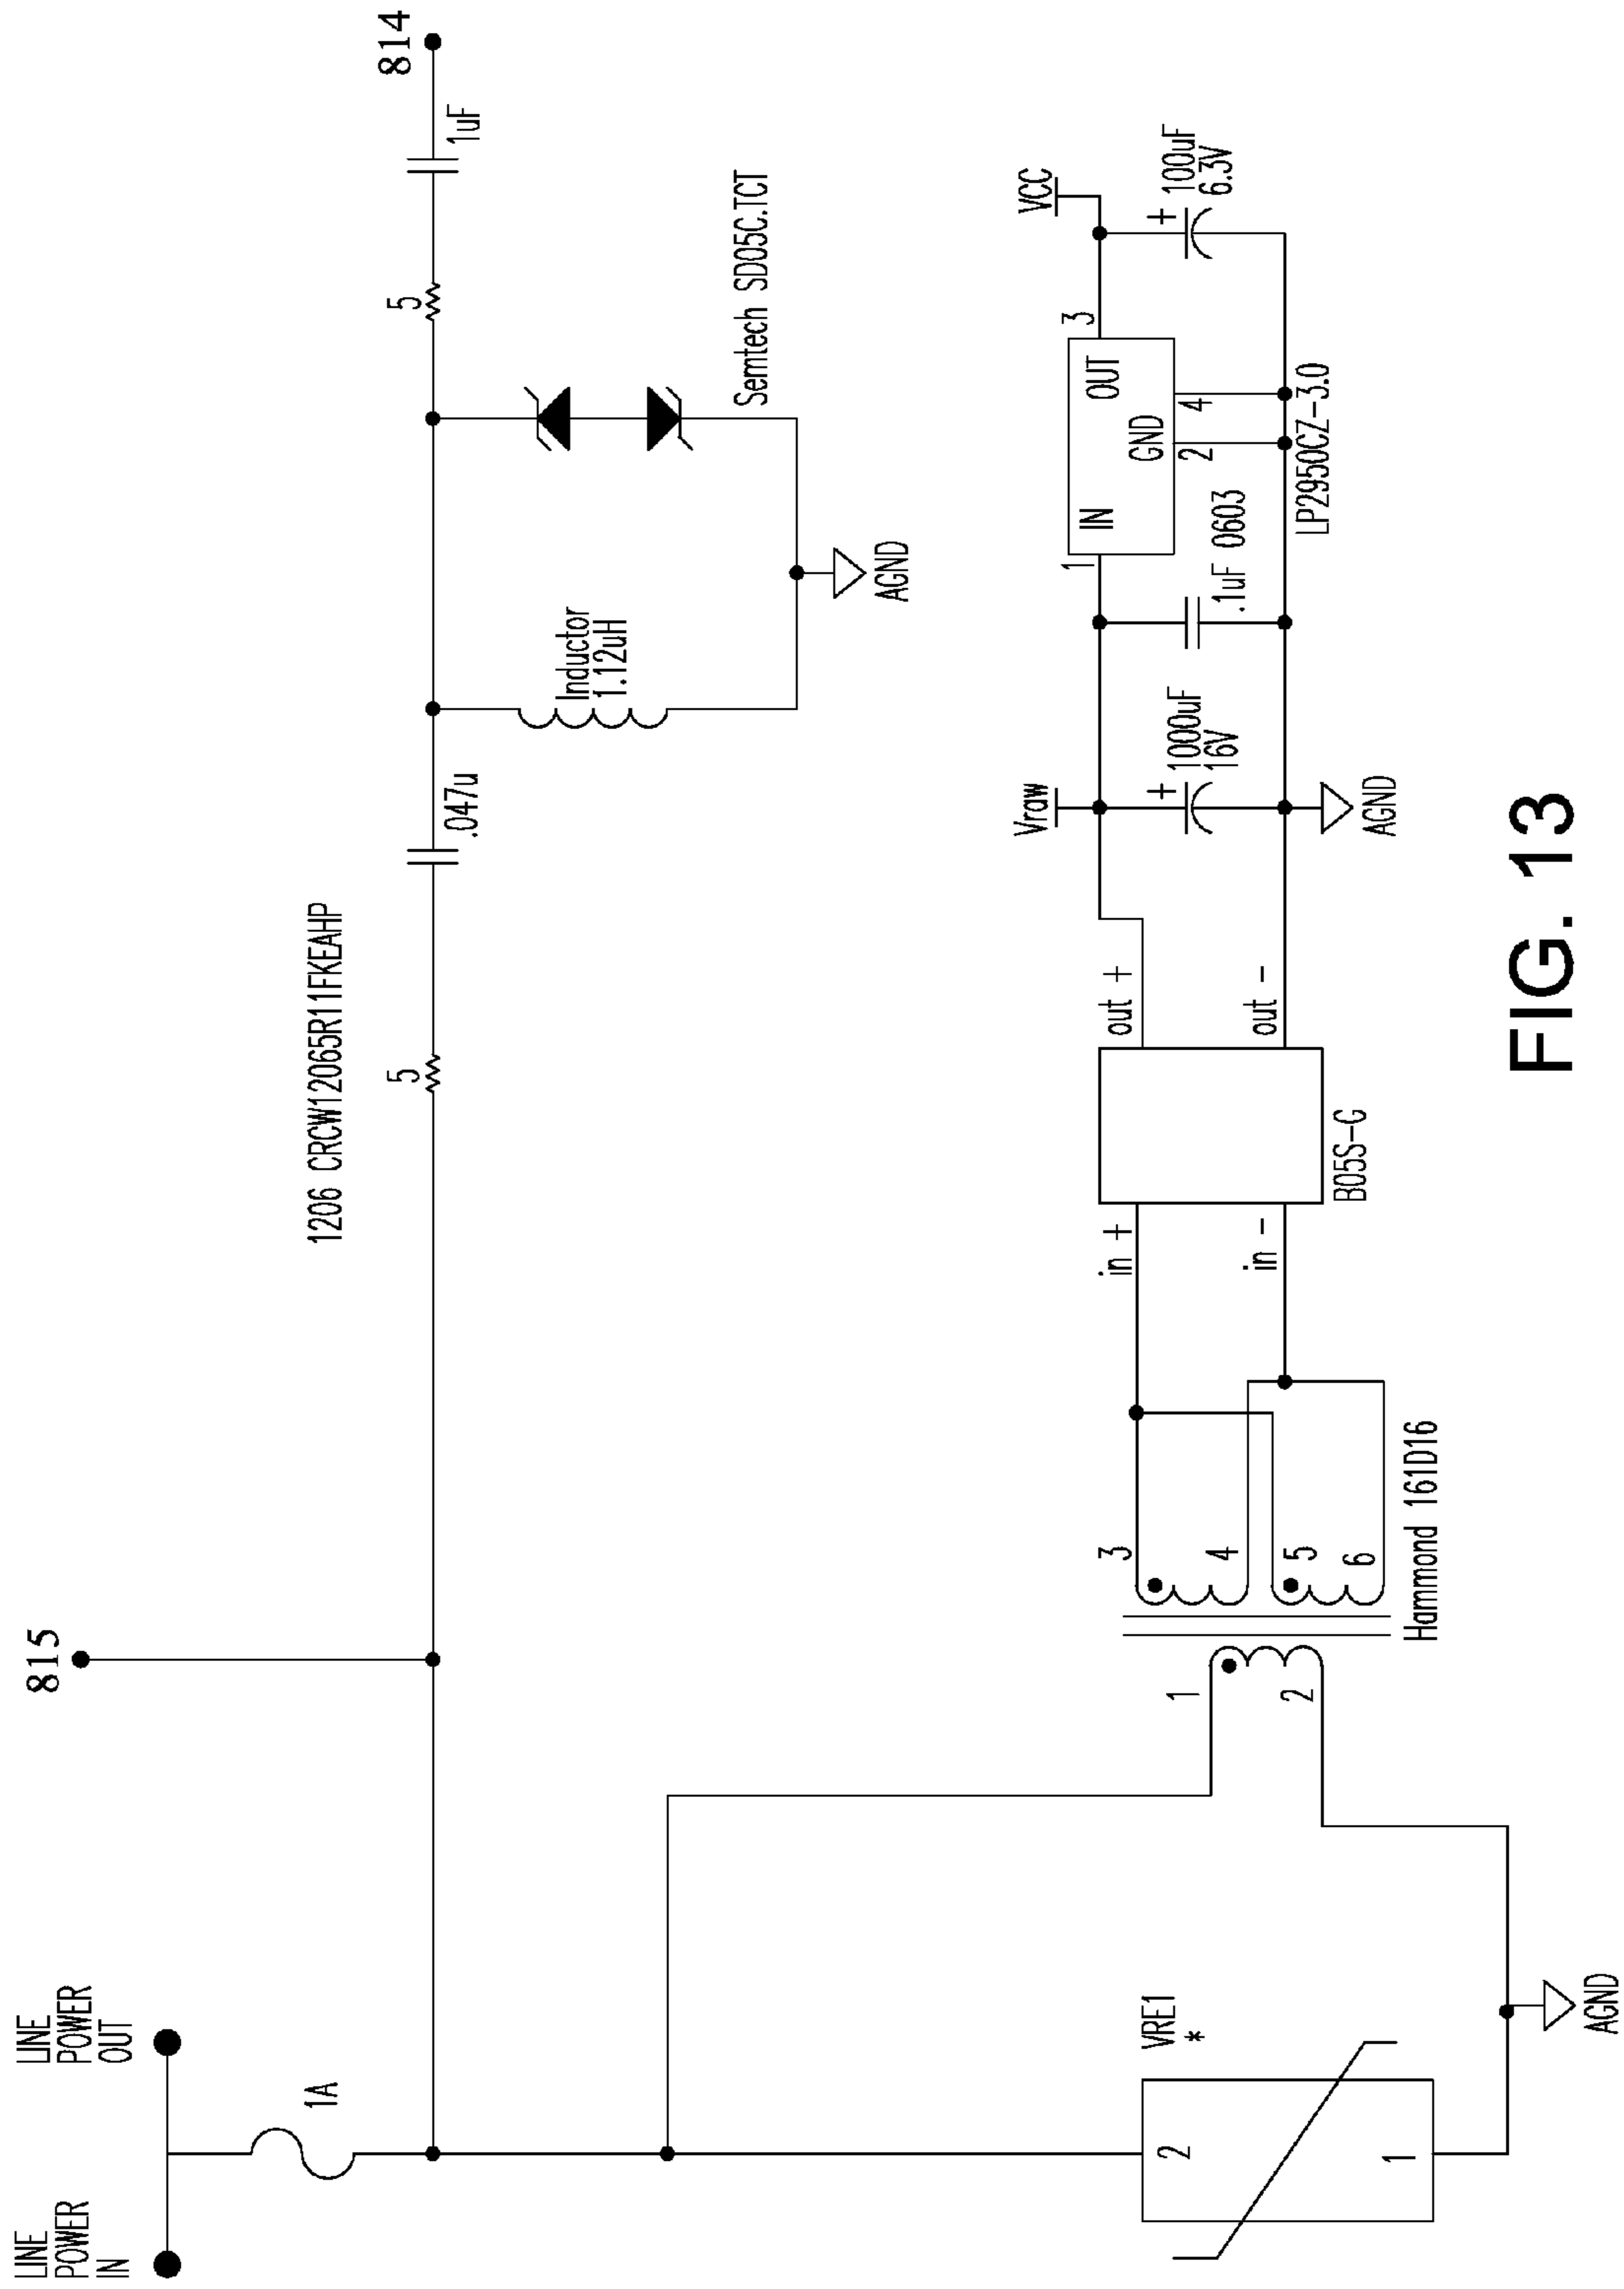 LINE
POWER
IN
LINE
POWER
OUT
1A
815
1206 CRCW12065R11FKEAHP
5
.047u
Inductor
1.12uH
AGND
Semtech SD05C.TCT
5
1uF
814
VRE1
*
2
1
AGND
1
2
3
4
5
6
Hammond 161D16
in +
in -
B05S-G
out +
out -
Vraw
+
1000uF
16V
AGND
.1uF 0603
1
IN
OUT
GND
2
4
3
LP2950CZ-3.0
VCC
+
100uF
6.3V
FIG. 13